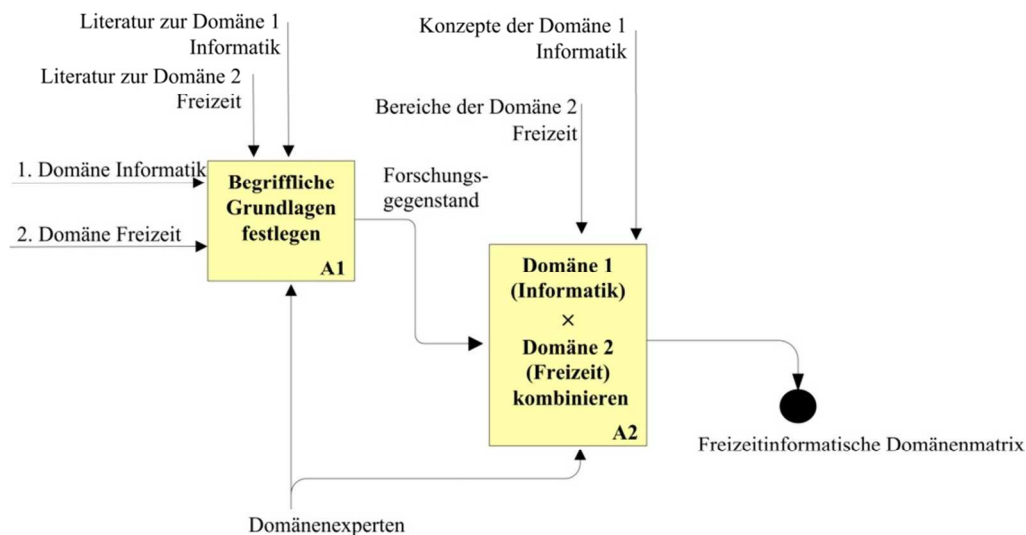 Literatur zur Domäne 1
Informatik
Literatur zur Domäne 2
Freizeit
Konzepte der Domäne 1
Informatik
Bereiche der Domäne 2
Freizeit
1. Domäne Informatik
2. Domäne Freizeit
Begriffliche
Grundlagen
festlegen
A1
Forschungs-
gegenstand
Domäne 1
(Informatik)
×
Domäne 2
(Freizeit)
kombinieren
A2
Freizeitinformatische Domänenmatrix
Domänenexperten